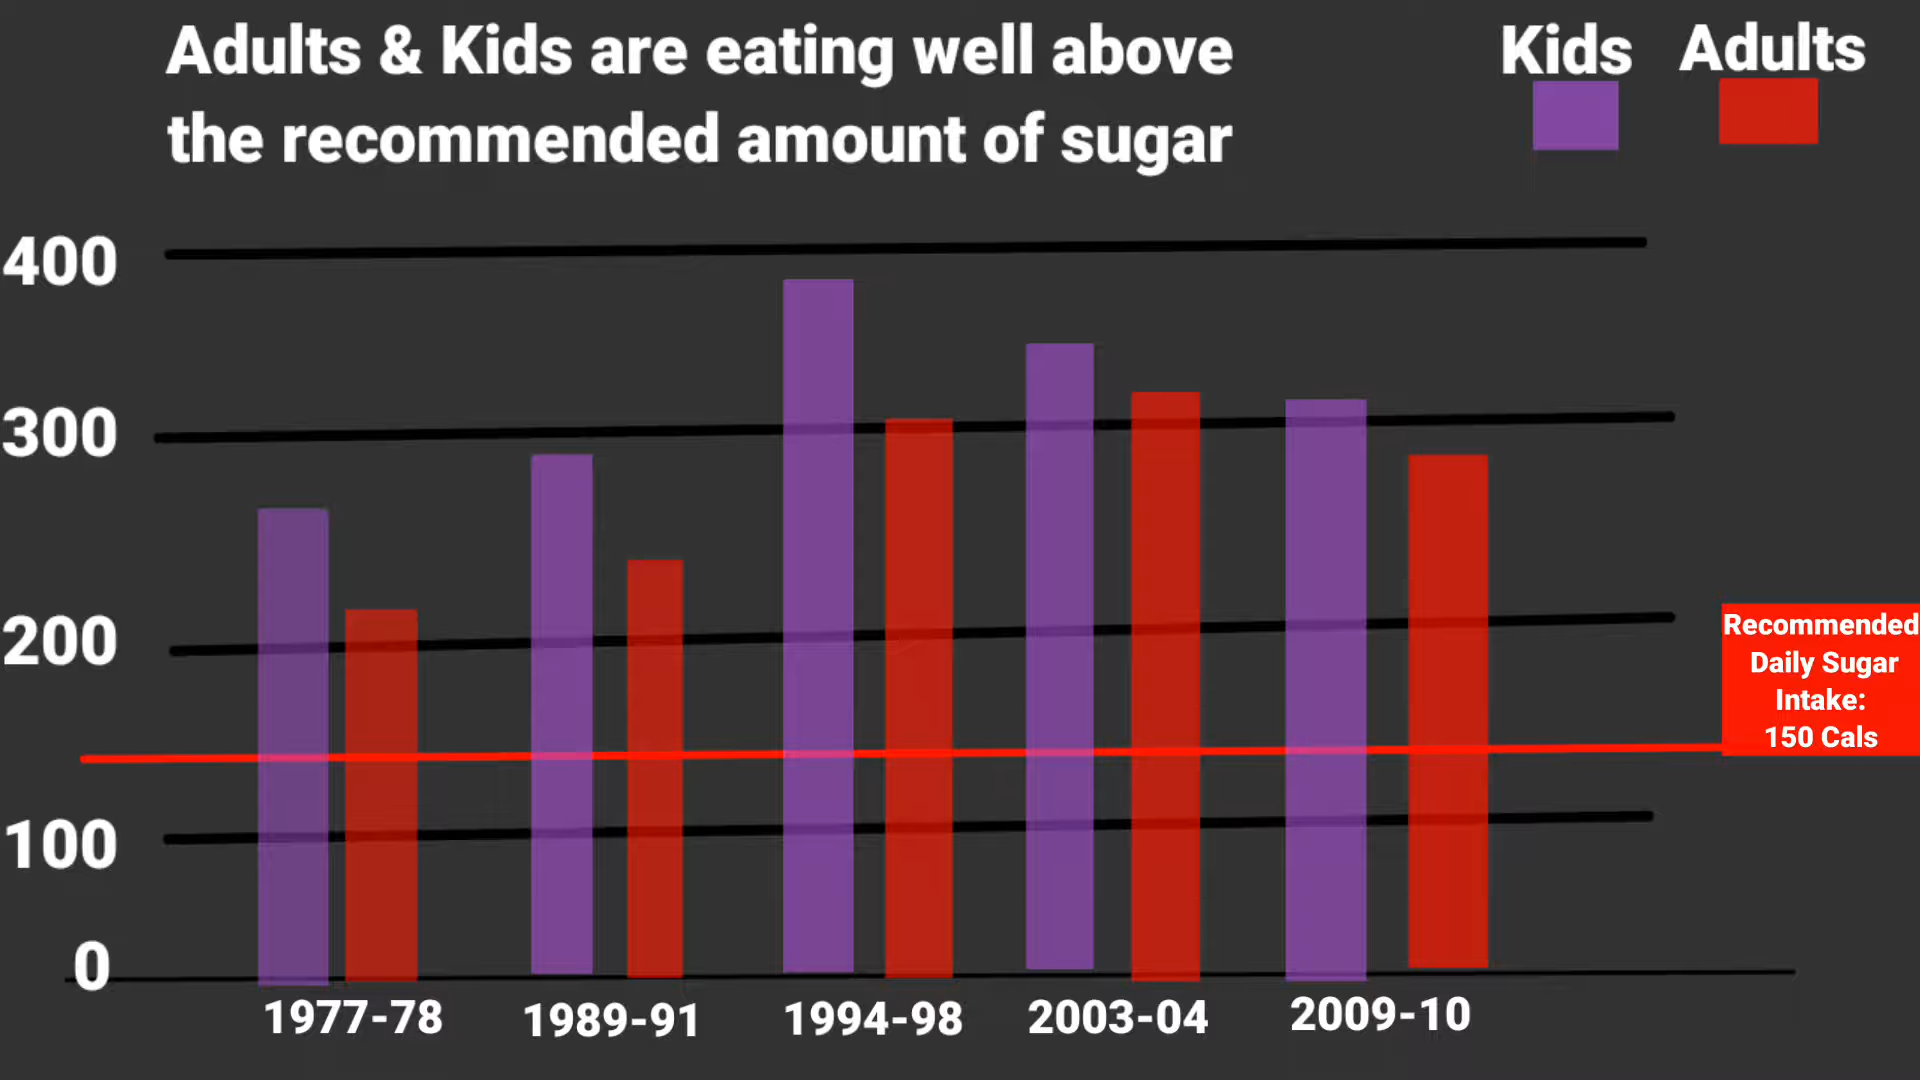 Adults & Kids are eating well above
the recommended amount of sugar
Kids
Adults
400
300
200
100
0
Recommended
Daily Sugar
Intake:
150 Cals
1977-78
1989-91
1994-98
2003-04
2009-10